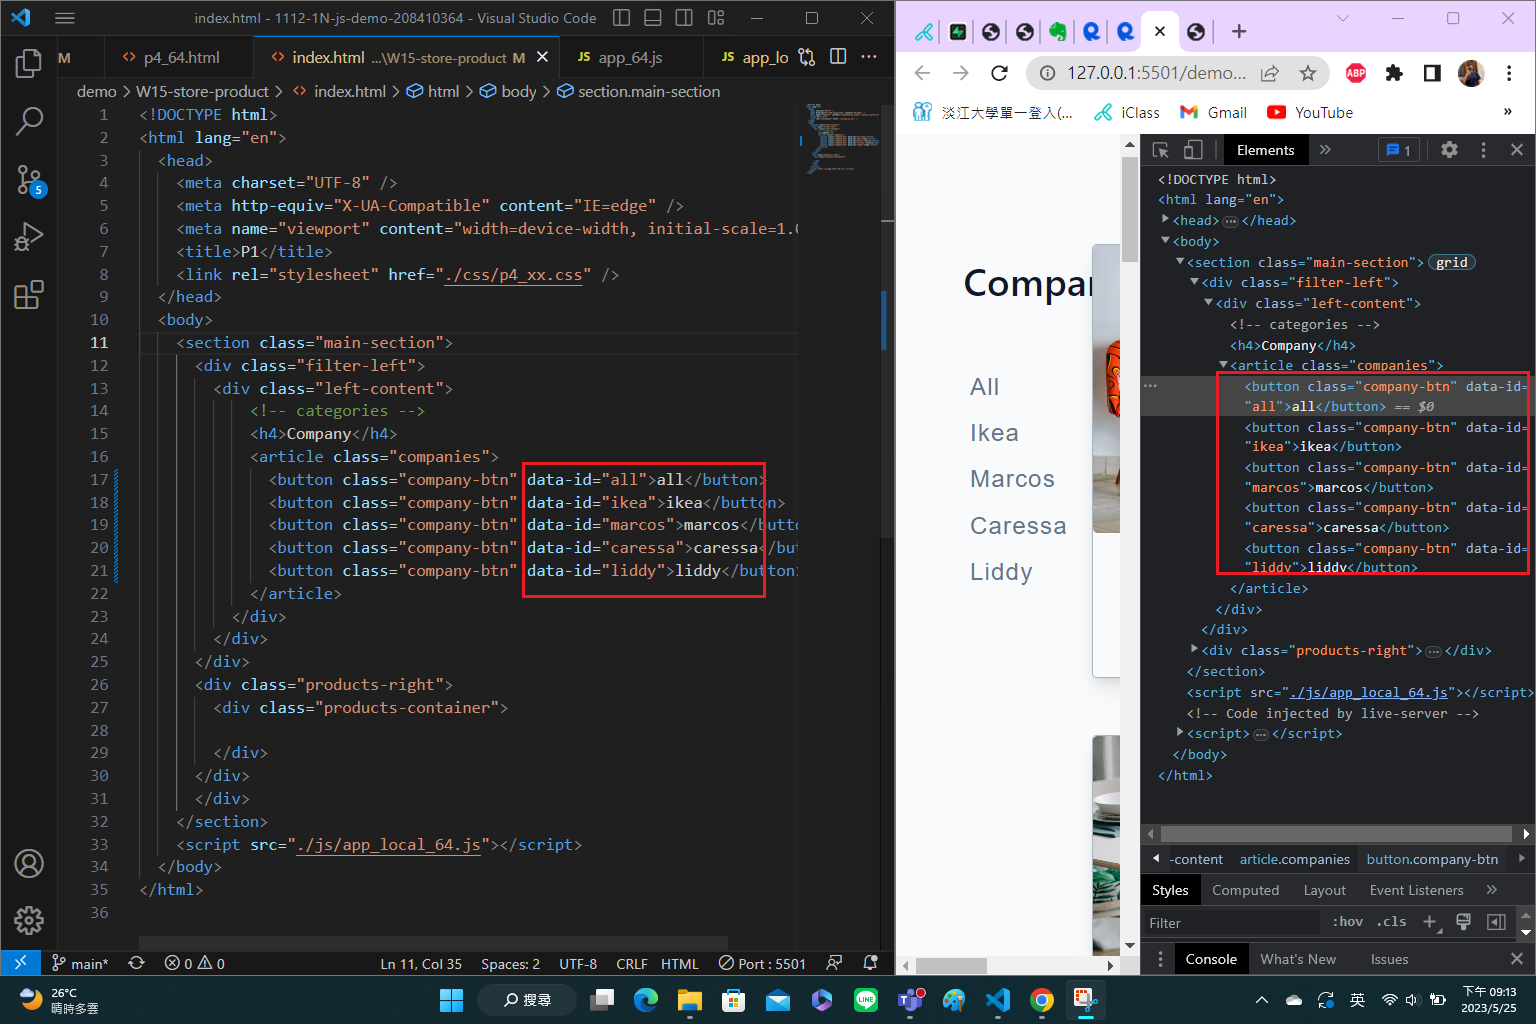 index.html - 1112-1N-js-demo-208410364 - Visual Studio Code
M
p4_64.html
index.html ...\W15-store-product M
JS app_64.js
JS app_lo
demo > W15-store-product > index.html > html > body > section.main-section
1 <!DOCTYPE html>
2 <html lang="en">
3 <head>
4 <meta charset="UTF-8" />
5 <meta http-equiv="X-UA-Compatible" content="IE=edge" />
6 <meta name="viewport" content="width=device-width, initial-scale=1.0
7 <title>P1</title>
8 <link rel="stylesheet" href="./css/p4_xx.css" />
9 </head>
10 <body>
11 <section class="main-section">
12 <div class="filter-left">
13 <div class="left-content">
14 <!-- categories -->
15 <h4>Company</h4>
16 <article class="companies">
17 <button class="company-btn" data-id="all">all</button>
18 <button class="company-btn" data-id="ikea">ikea</button>
19 <button class="company-btn" data-id="marcos">marcos</butto
20 <button class="company-btn" data-id="caressa">caressa</but
21 <button class="company-btn" data-id="liddy">liddy</button>
22 </article>
23 </div>
24 </div>
25 </div>
26 <div class="products-right">
27 <div class="products-container">
28
29 </div>
30 </div>
31 </div>
32 </section>
33 <script src="./js/app_local_64.js"></script>
34 </body>
35 </html>
36
5
main*
0 0
Ln 11, Col 35
Spaces: 2
UTF-8
CRLF
HTML
Port : 5501
127.0.0.1:5501/demo...
ABP
淡江大學單一登入(...
iClass
Gmail
YouTube
»
Compar
All
Ikea
Marcos
Caressa
Liddy
Elements
»
1
<!DOCTYPE html>
<html lang="en">
<head>...</head>
<body>
<section class="main-section"> grid
<div class="filter-left">
<div class="left-content">
<!-- categories -->
<h4>Company</h4>
<article class="companies">
<button class="company-btn" data-id=
"all">all</button> == $0
<button class="company-btn" data-id=
"ikea">ikea</button>
<button class="company-btn" data-id=
"marcos">marcos</button>
<button class="company-btn" data-id=
"caressa">caressa</button>
<button class="company-btn" data-id=
"liddy">liddy</button>
</article>
</div>
</div>
<div class="products-right">...</div>
</section>
<script src="./js/app_local_64.js"></script>
<!-- Code injected by live-server -->
<script>...</script>
</body>
</html>
-content
article.companies
button.company-btn
Styles
Computed
Layout
Event Listeners
»
Filter
:hov
.cls
Console
What's New
Issues
26°C
晴時多雲
搜尋
LINE
英
下午 09:13
2023/5/25